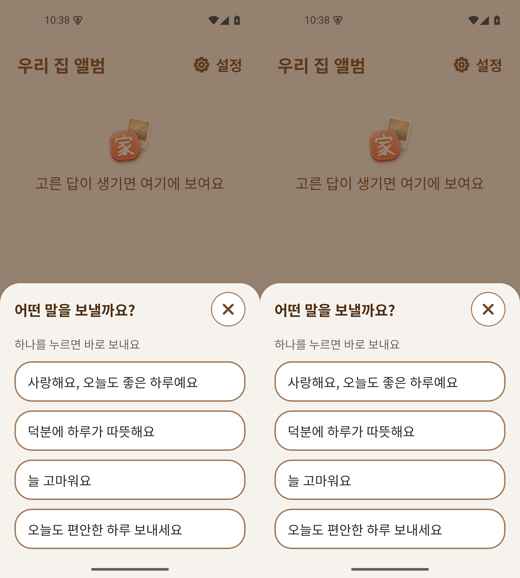 10:38
우리 집 앨범
설정
家
고른 답이 생기면 여기에 보여요
어떤 말을 보낼까요?
하나를 누르면 바로 보내요
사랑해요, 오늘도 좋은 하루예요
덕분에 하루가 따뜻해요
늘 고마워요
오늘도 편안한 하루 보내세요
10:38
우리 집 앨범
설정
家
고른 답이 생기면 여기에 보여요
어떤 말을 보낼까요?
하나를 누르면 바로 보내요
사랑해요, 오늘도 좋은 하루예요
덕분에 하루가 따뜻해요
늘 고마워요
오늘도 편안한 하루 보내세요